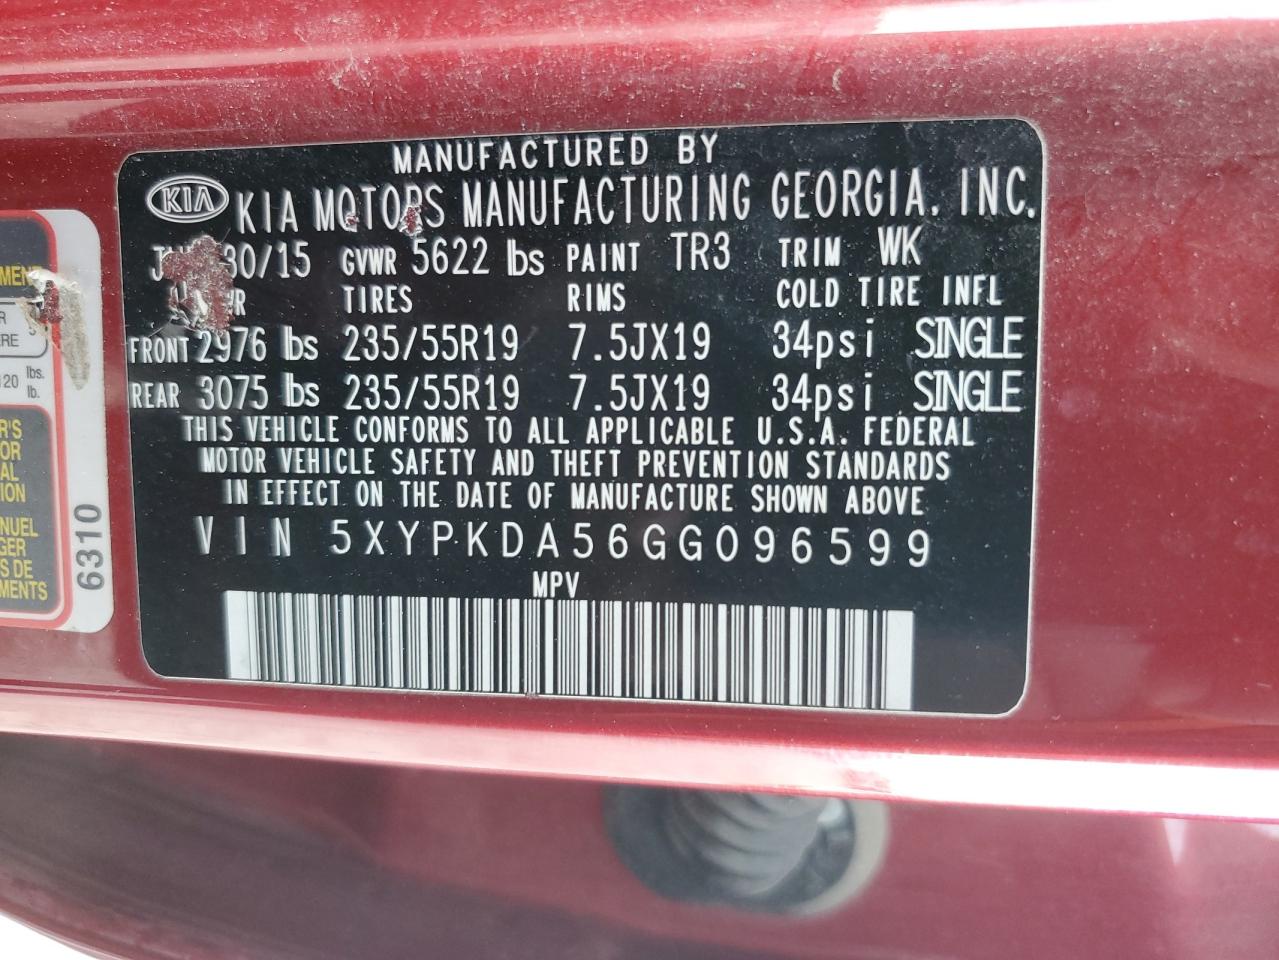 MANUFACTURED BY
KIA KIA MOTORS MANUFACTURING GEORGIA, INC.
30/15 GVWR 5622 lbs PAINT TR3 TRIM WK
TIRES RIMS COLD TIRE INFL
FRONT 2976 lbs 235/55R19 7.5JX19 34psi SINGLE
REAR 3075 lbs 235/55R19 7.5JX19 34psi SINGLE
THIS VEHICLE CONFORMS TO ALL APPLICABLE U.S.A. FEDERAL
MOTOR VEHICLE SAFETY AND THEFT PREVENTION STANDARDS
IN EFFECT ON THE DATE OF MANUFACTURE SHOWN ABOVE
VIN 5XYPKDA56GG096599
MPV
120 lbs.
lb.
6310